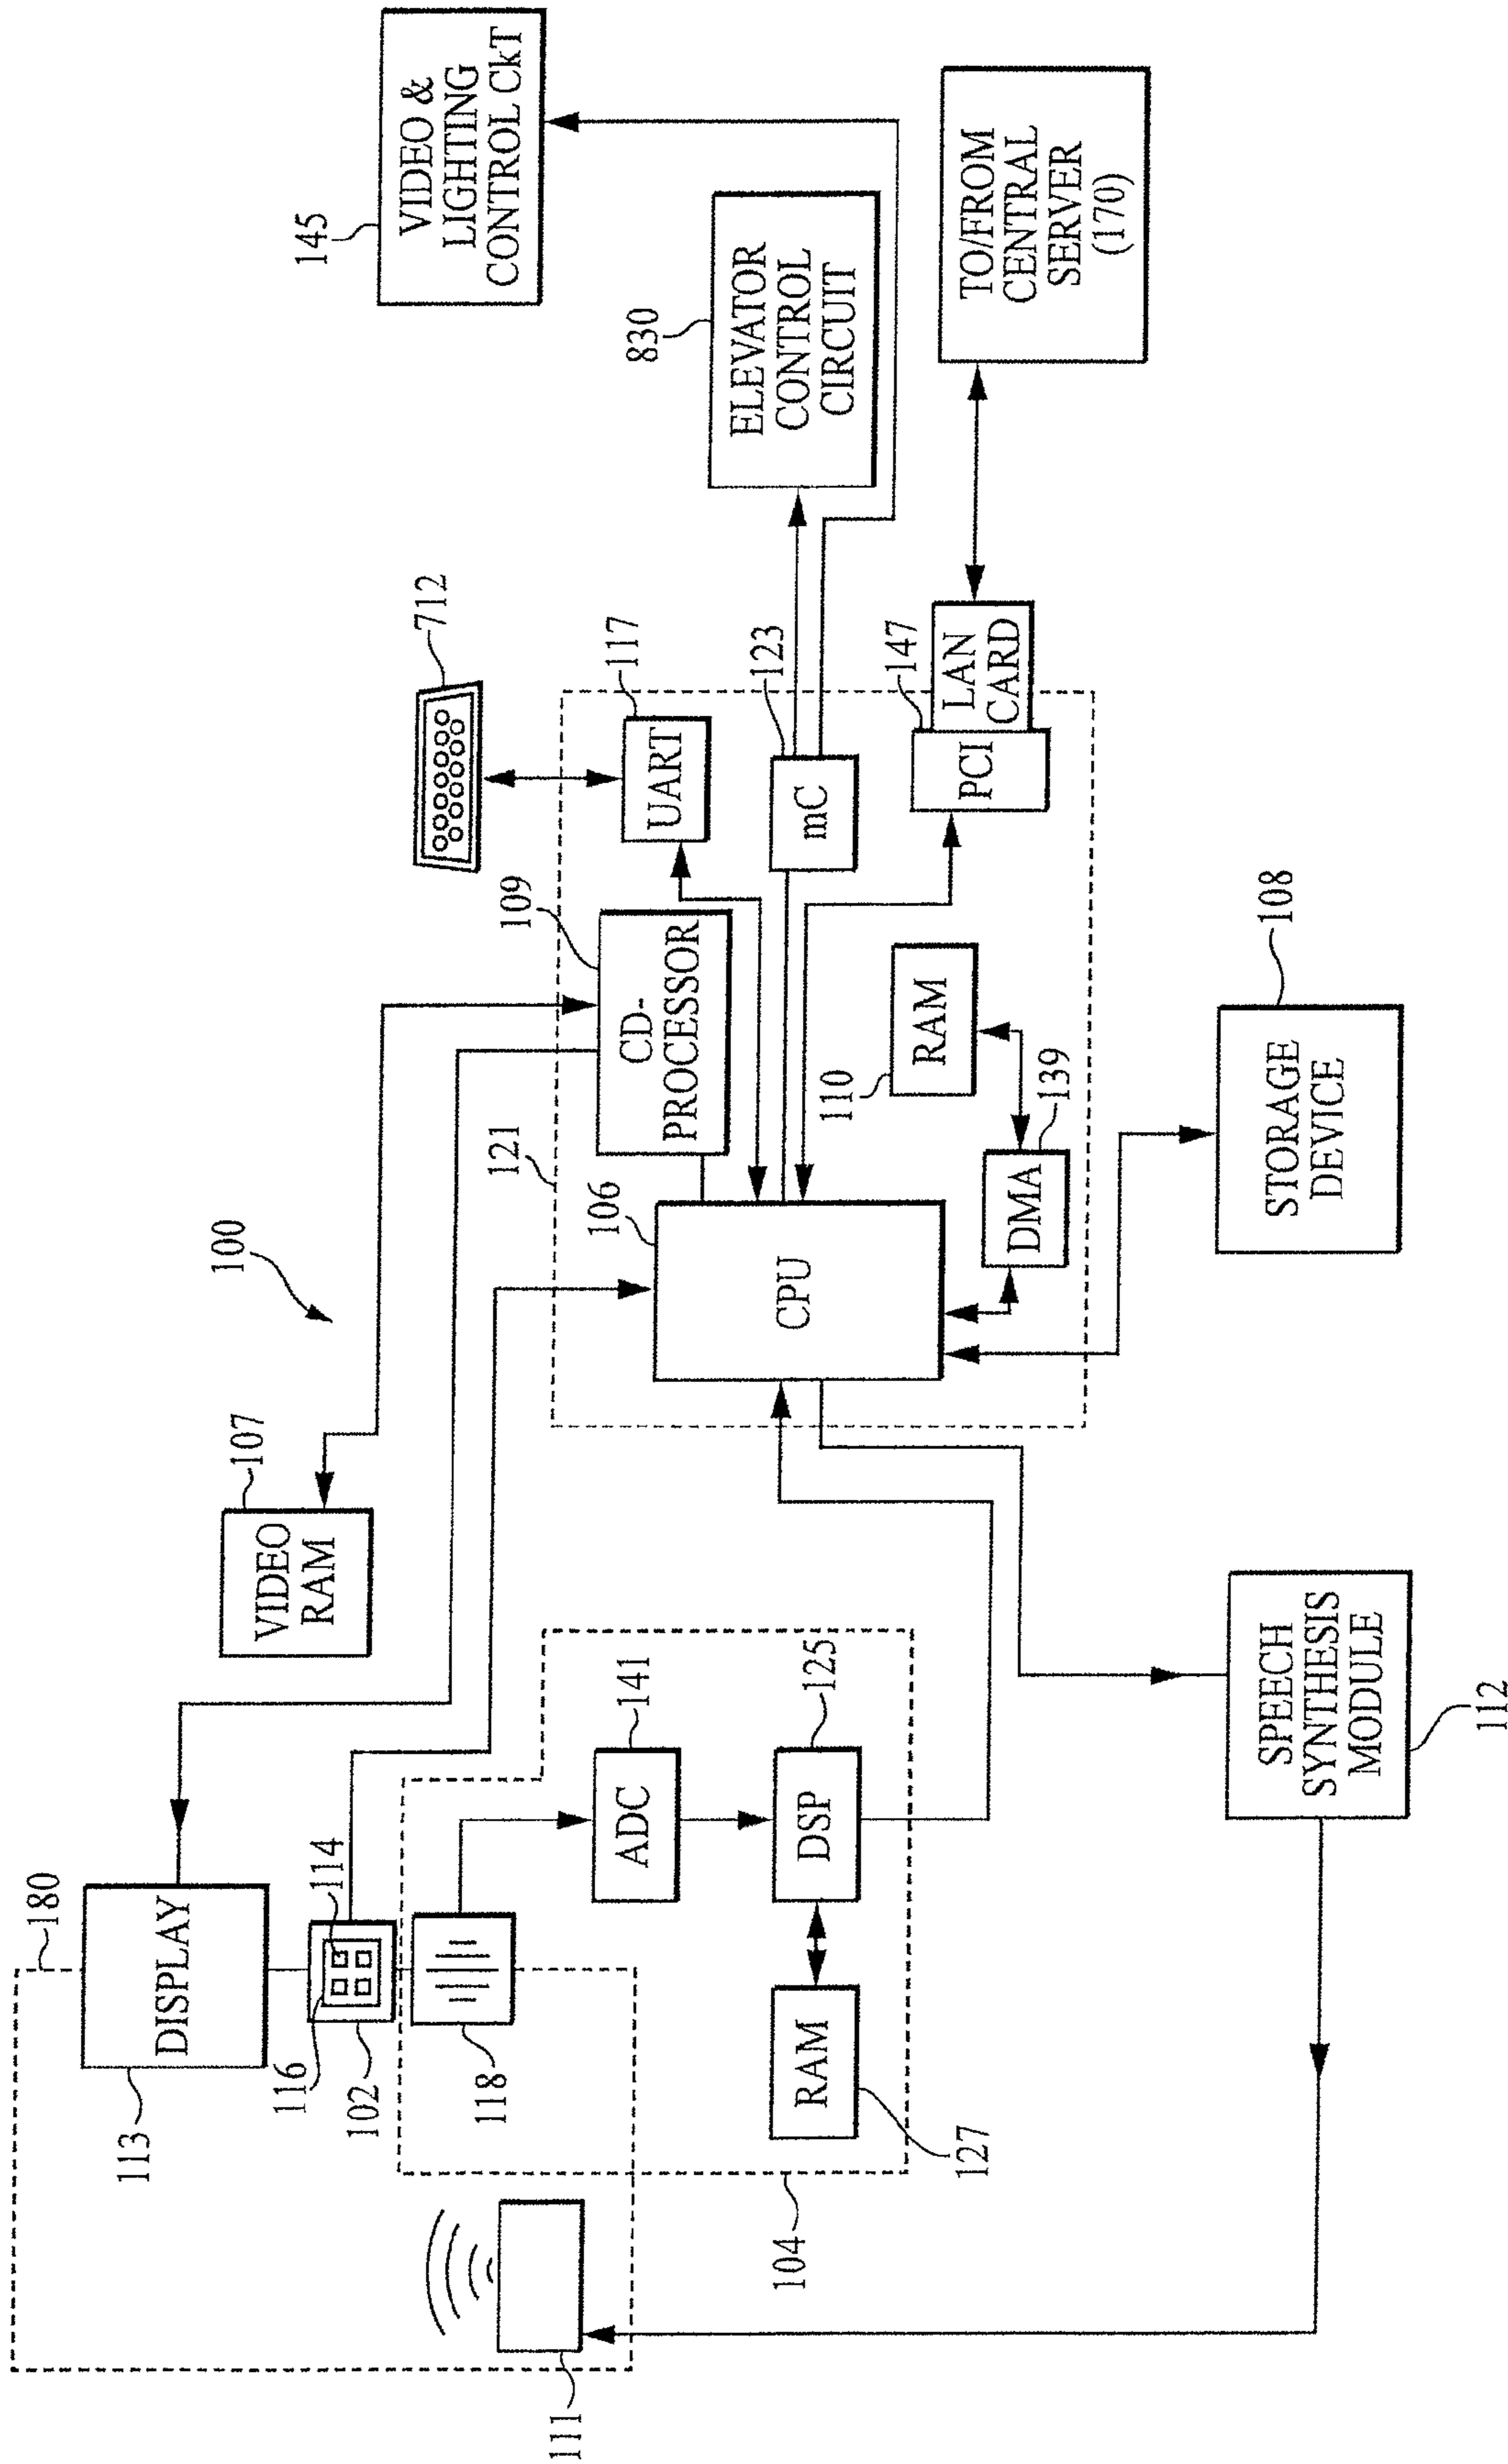 100
180
DISPLAY
113
116
114
102
118
111
104
ADC
141
DSP
125
RAM
127
VIDEO
RAM
107
SPEECH
SYNTHESIS
MODULE
112
121
CPU
106
CD-
PROCESSOR
109
UART
117
712
mC
123
PCI
LAN
CARD
147
RAM
110
DMA
139
STORAGE
DEVICE
108
ELEVATOR
CONTROL
CIRCUIT
830
VIDEO &
LIGHTING
CONTROL CkT
145
TO/FROM
CENTRAL
SERVER
(170)